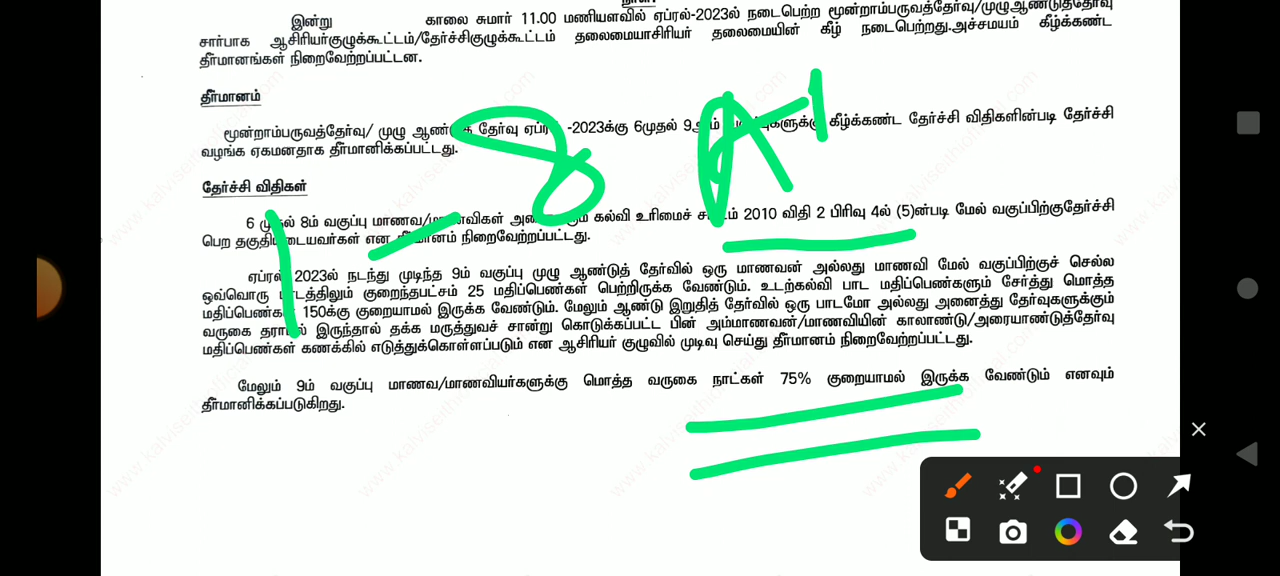 நாள்:
இன்று காலை சுமார் 11.00 மணியளவில் ஏப்ரல்-2023ல் நடைபெற்ற மூன்றாம்பருவத்தேர்வு/முழுஆண்டுத்தேர்வு
சார்பாக ஆசிரியர்குழுக்கூட்டம்/தேர்ச்சிகுழுக்கூட்டம் தலைமையாசிரியர் தலைமையின் கீழ் நடைபெற்றது.அச்சமயம் கீழ்க்கண்ட
தீர்மானங்கள் நிறைவேற்றப்பட்டன.
தீர்மானம்
மூன்றாம்பருவத்தேர்வு/ முழு தேர்வு -2023க்கு 6முதல் கீழ்க்கண்ட தேர்ச்சி விதிகளின்படி தேர்ச்சி
வழங்க ஏகமனதாக தீர்மானிக்கப்பட்டது.
தேர்ச்சி விதிகள்
6 முதல் 8ம் வகுப்பு கல்வி உரிமைச் 2010 விதி 2 பிரிவு 4ல் (5)ன்படி மேல் வகுப்பிற்குதேர்ச்சி
பெற என தீர்மானம் நிறைவேற்றப்பட்டது.
ஏப்ரல் 2023ல் நடந்து முடிந்த 9ம் வகுப்பு முழு ஆண்டுத் தேர்வில் ஒரு மாணவன் அல்லது மாணவி மேல் வகுப்பிற்குச் செல்ல
ஒவ்வொரு பாடத்திலும் குறைந்தபட்சம் 25 மதிப்பெண்கள் பெற்றிருக்க வேண்டும். உடற்கல்வி பாட மதிப்பெண்களும் சேர்த்து மொத்த
மதிப்பெண்கள் 150க்கு குறையாமல் இருக்க வேண்டும். மேலும் ஆண்டு இறுதித் தேர்வில் ஒரு பாடமோ அல்லது அனைத்து தேர்வுகளுக்கும்
வருகை தராமல் இருந்தால் தக்க மருத்துவச் சான்று கொடுக்கப்பட்ட பின் அம்மாணவன்/மாணவியின் காலாண்டு/அரையாண்டுத்தேர்வு
மதிப்பெண்கள் கணக்கில் எடுத்துக்கொள்ளப்படும் என ஆசிரியர் குழுவில் முடிவு செய்து தீர்மானம் நிறைவேற்றப்பட்டது.
மேலும் 9ம் வகுப்பு மாணவ/மாணவியர்களுக்கு மொத்த வருகை நாட்கள் 75% குறையாமல் இருக்க வேண்டும் எனவும்
தீர்மானிக்கப்படுகிறது.